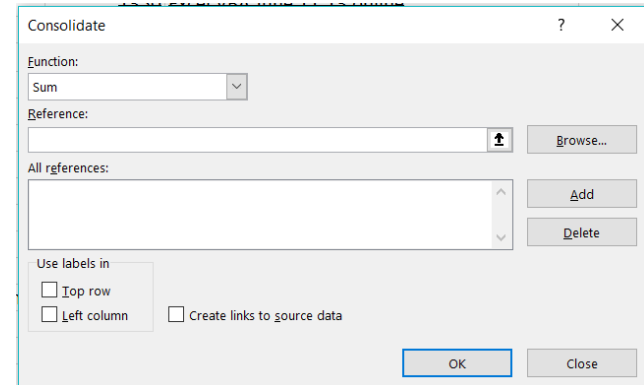 Consolidate ?
Function:
Sum
Reference:
Browse...
All references:
Add
Delete
Use labels in
Top row
Left column
Create links to source data
OK
Close